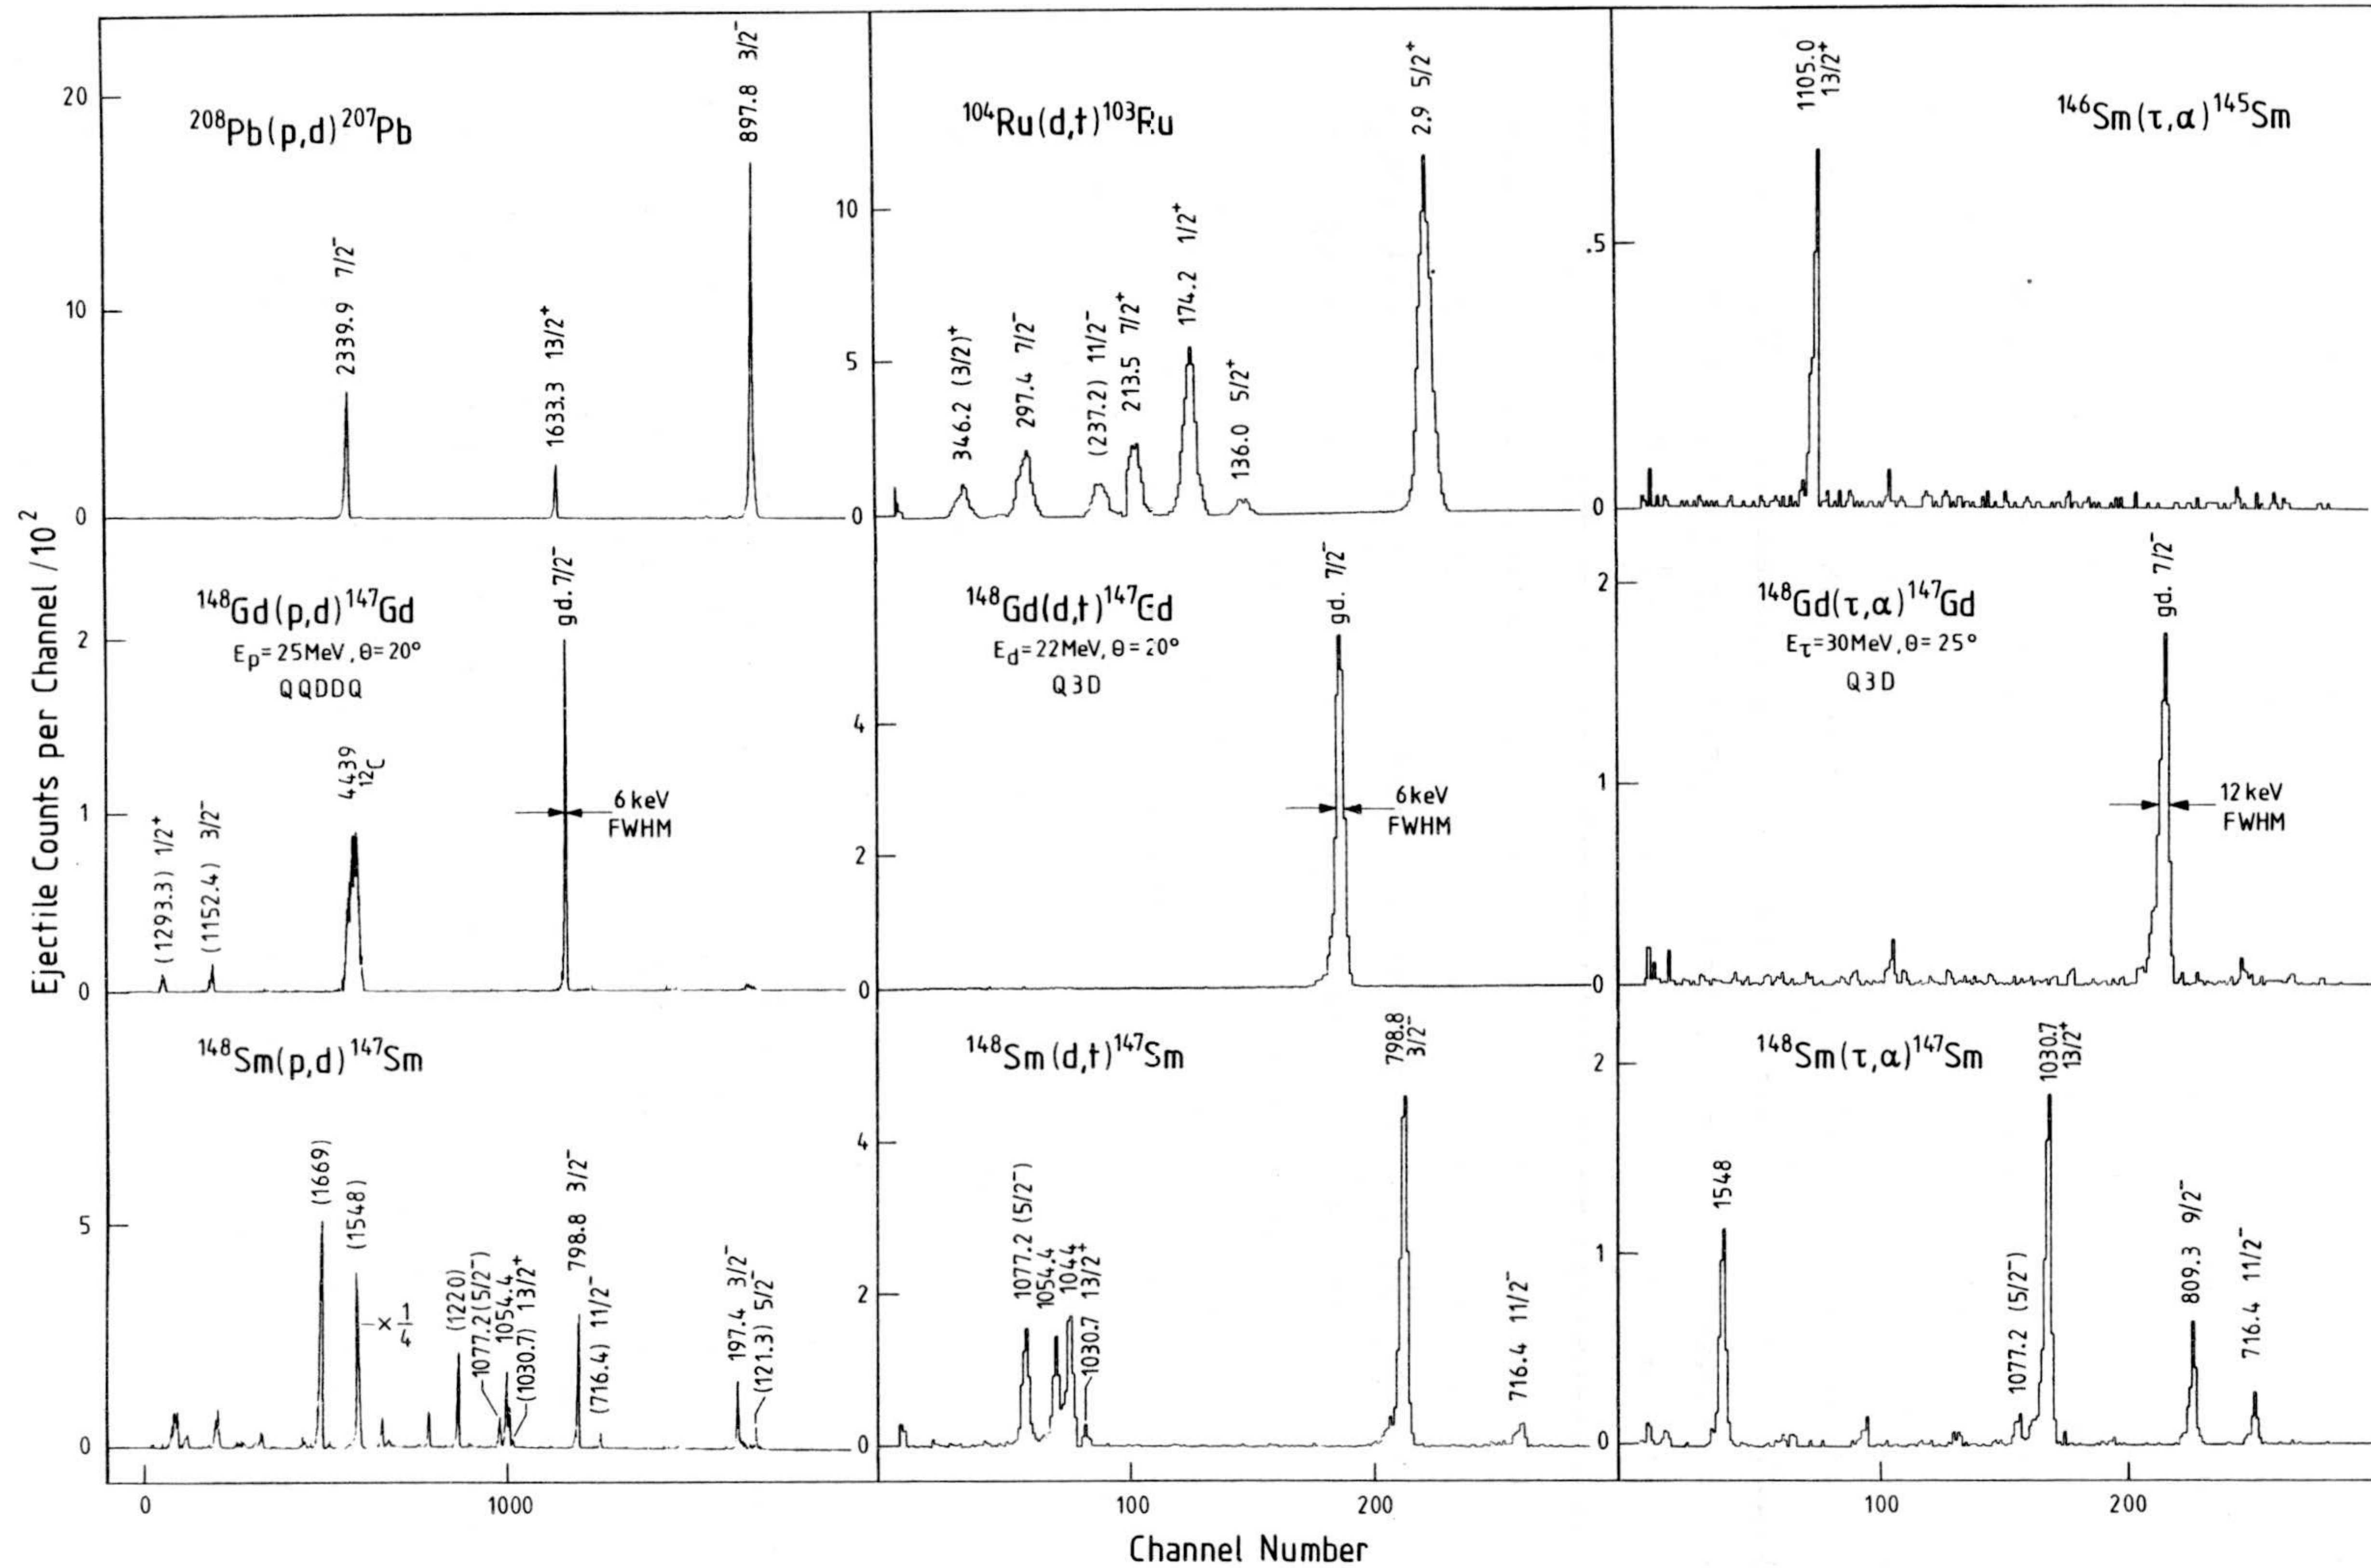 Ejectile Counts per Channel /10²
20
10
0
²⁰⁸Pb(p,d)²⁰⁷Pb
2339.9 7/2⁻
1633.3 13/2⁺
897.8 3/2⁻
10
5
0
¹⁰⁴Ru(d,t)¹⁰³Ru
346.2 (3/2)⁺
297.4 7/2⁻
(237.2) 11/2⁻
213.5 7/2⁺
174.2 1/2⁺
136.0 5/2⁺
2.9 5/2⁺
.5
0
¹⁴⁶Sm(τ,α)¹⁴⁵Sm
1105.0
13/2⁺
2
1
0
¹⁴⁸Gd(p,d)¹⁴⁷Gd
Eₚ=25MeV, θ=20°
QQDDQ
(1293.3) 1/2⁺
(1152.4) 3/2⁻
4439
¹²C
gd. 7/2⁻
6 keV
FWHM
4
2
0
¹⁴⁸Gd(d,t)¹⁴⁷Gd
E_d=22MeV, θ=20°
Q3D
gd. 7/2⁻
6keV
FWHM
2
1
0
¹⁴⁸Gd(τ,α)¹⁴⁷Gd
E_τ=30MeV, θ=25°
Q3D
gd. 7/2⁻
12 keV
FWHM
5
0
¹⁴⁸Sm(p,d)¹⁴⁷Sm
(1669)
(1548)
×1/4
(1220)
1077.2(5/2⁻)
1054.4
(1030.7) 13/2⁺
798.8 3/2⁻
(716.4) 11/2⁻
197.4 3/2⁻
(121.3) 5/2⁻
4
2
0
¹⁴⁸Sm(d,t)¹⁴⁷Sm
1077.2 (5/2⁻)
1054.4
1044
1030.7 13/2⁺
798.8
3/2⁻
716.4 11/2⁻
2
1
0
¹⁴⁸Sm(τ,α)¹⁴⁷Sm
1548
1077.2 (5/2⁻)
1030.7
13/2⁺
809.3 9/2⁻
716.4 11/2⁻
0
1000
100
200
100
200
Channel Number